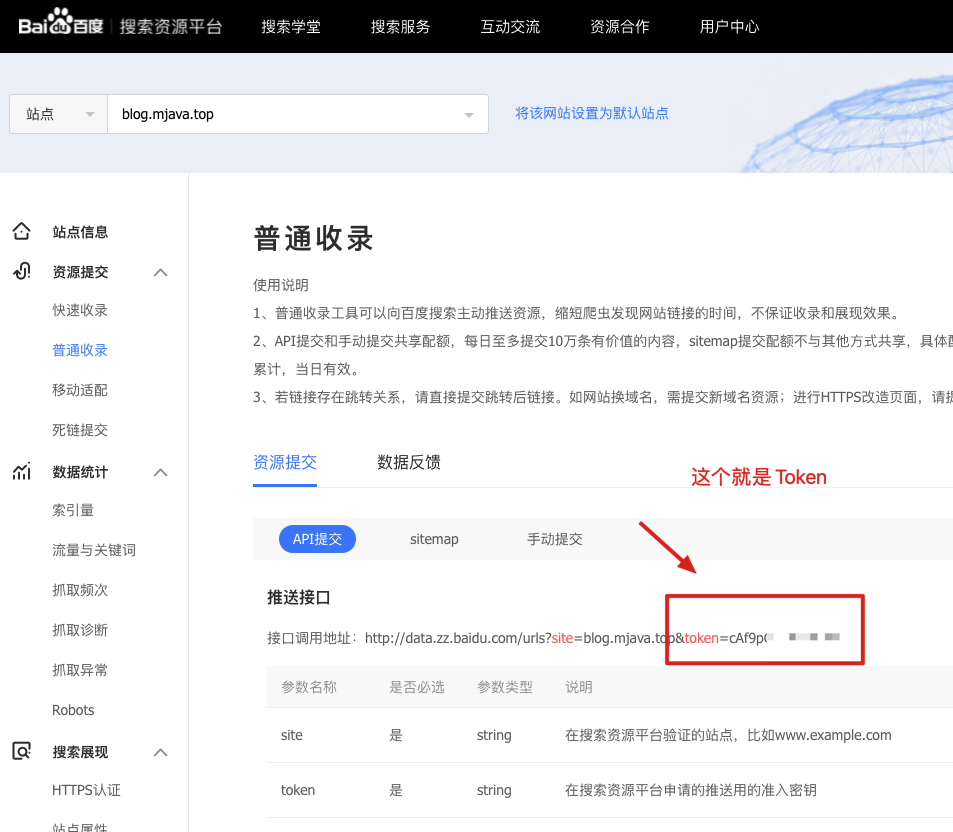 Bai du 百度 搜索资源平台 搜索学堂 搜索服务 互动交流 资源合作 用户中心
站点 blog.mjava.top 将该网站设置为默认站点
站点信息
资源提交
快速收录
普通收录
移动适配
死链提交
数据统计
索引量
流量与关键词
抓取频次
抓取诊断
抓取异常
Robots
搜索展现
HTTPS认证
站点属性
普通收录
使用说明
1、普通收录工具可以向百度搜索主动推送资源，缩短爬虫发现网站链接的时间，不保证收录和展现效果。
2、API提交和手动提交共享配额，每日至多提交10万条有价值的内容，sitemap提交配额不与其他方式共享，具体配
累计，当日有效。
3、若链接存在跳转关系，请直接提交跳转后链接。如网站换域名，需提交新域名资源；进行HTTPS改造页面，请提
资源提交 数据反馈
这个就是 Token
API提交 sitemap 手动提交
推送接口
接口调用地址： http://data.zz.baidu.com/urls?site=blog.mjava.top&token=cAf9p
参数名称 是否必选 参数类型 说明
site 是 string 在搜索资源平台验证的站点，比如www.example.com
token 是 string 在搜索资源平台申请的推送用的准入密钥